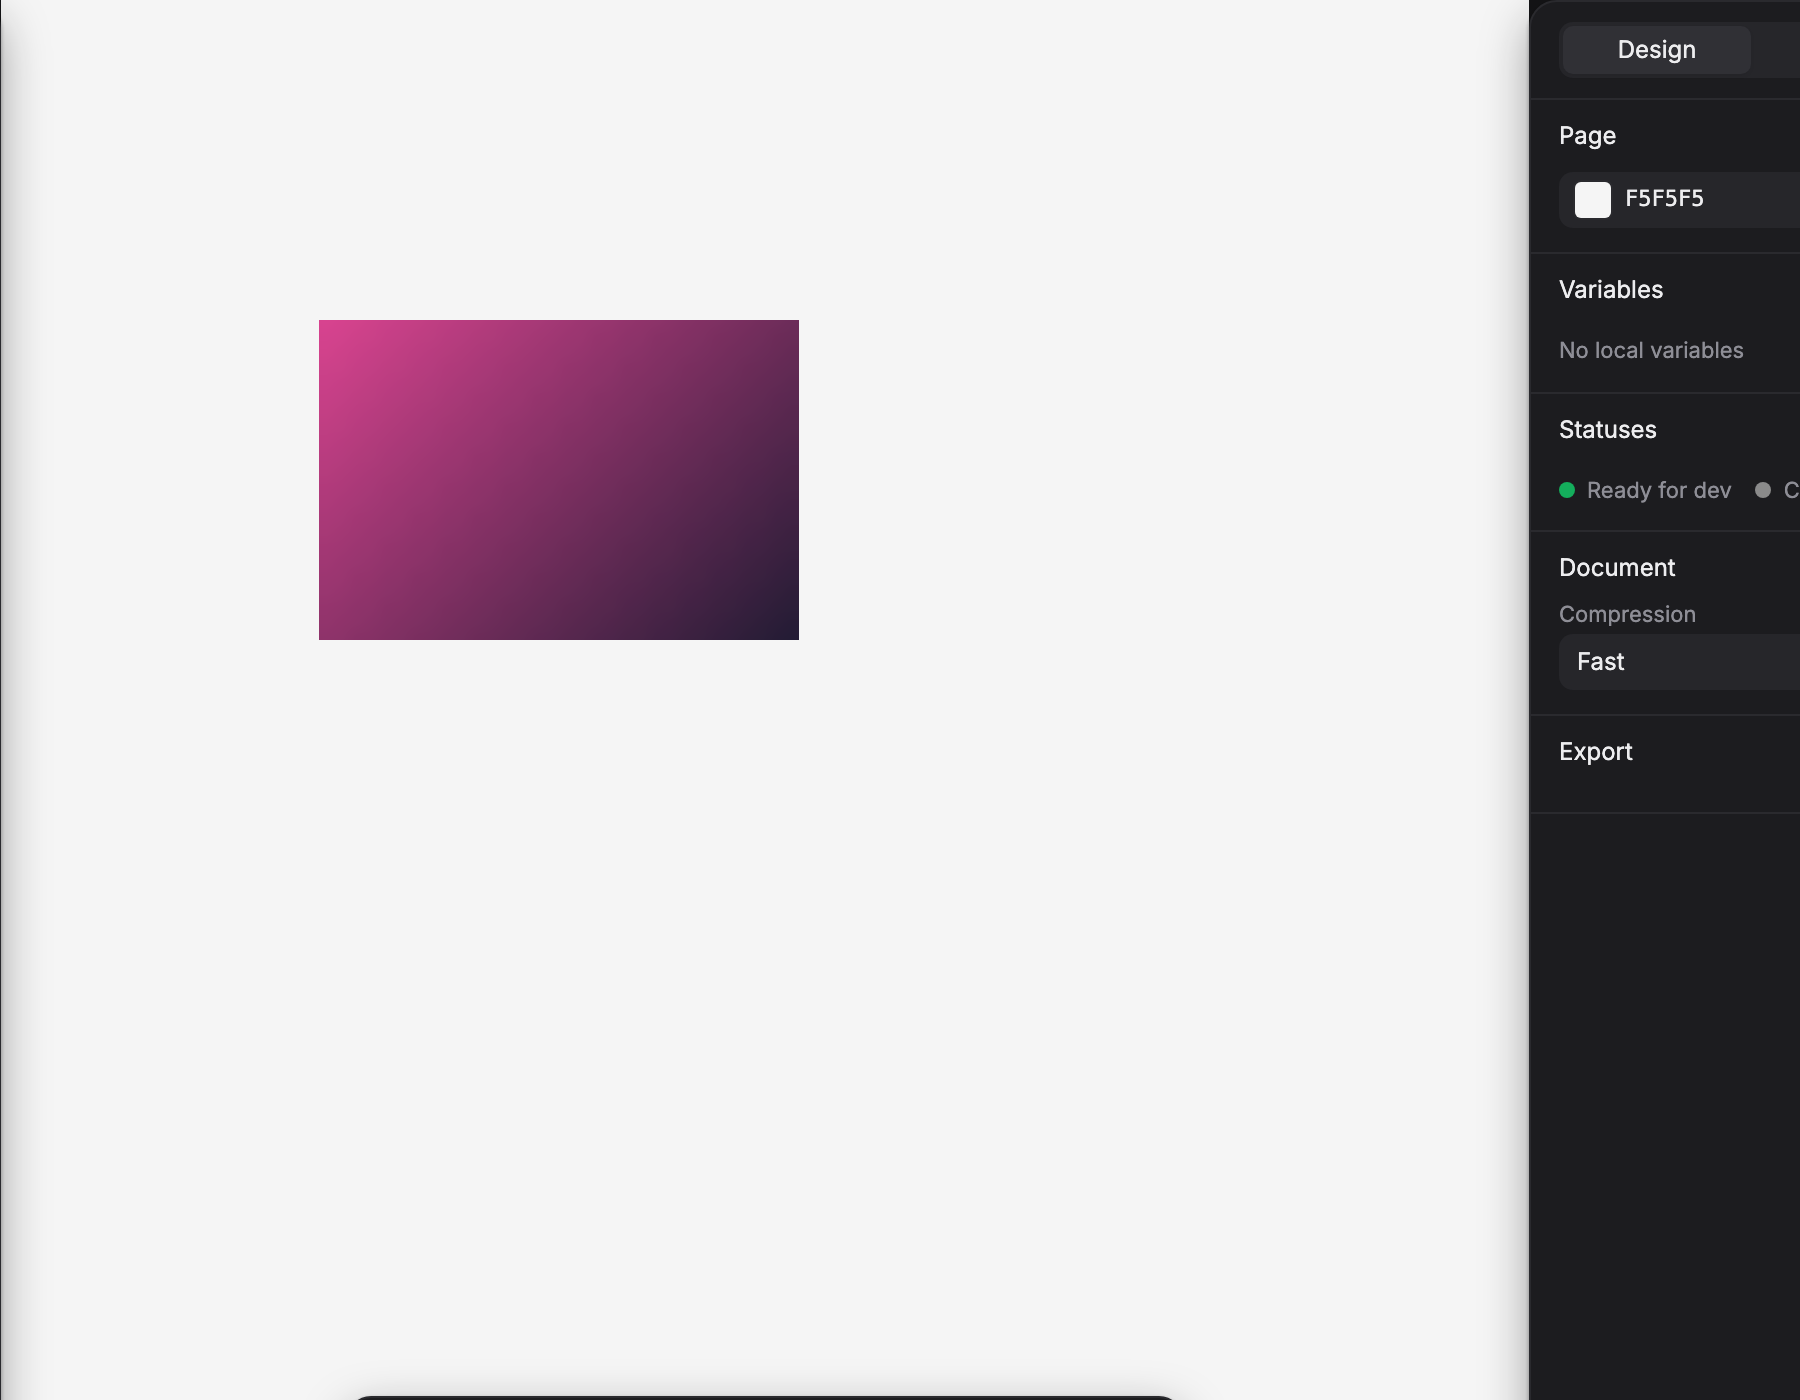 Design
Page
F5F5F5
Variables
No local variables
Statuses
Ready for dev
Document
Compression
Fast
Export